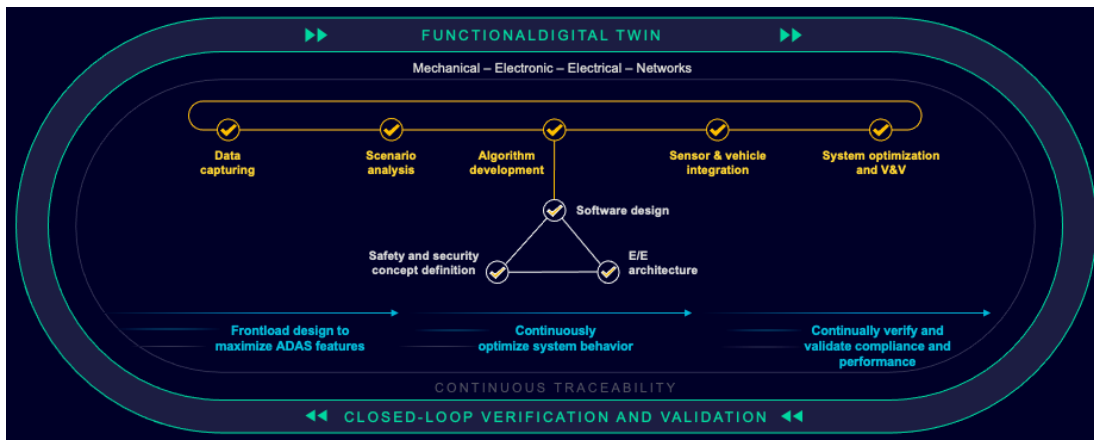 FUNCTIONALDIGITAL TWIN
Mechanical – Electronic – Electrical – Networks
Data
capturing
Scenario
analysis
Algorithm
development
Sensor & vehicle
integration
System optimization
and V&V
Software design
Safety and security
concept definition
E/E
architecture
Frontload design to
maximize ADAS features
Continuously
optimize system behavior
Continually verify and
validate compliance and
performance
CONTINUOUS TRACEABILITY
CLOSED-LOOP VERIFICATION AND VALIDATION